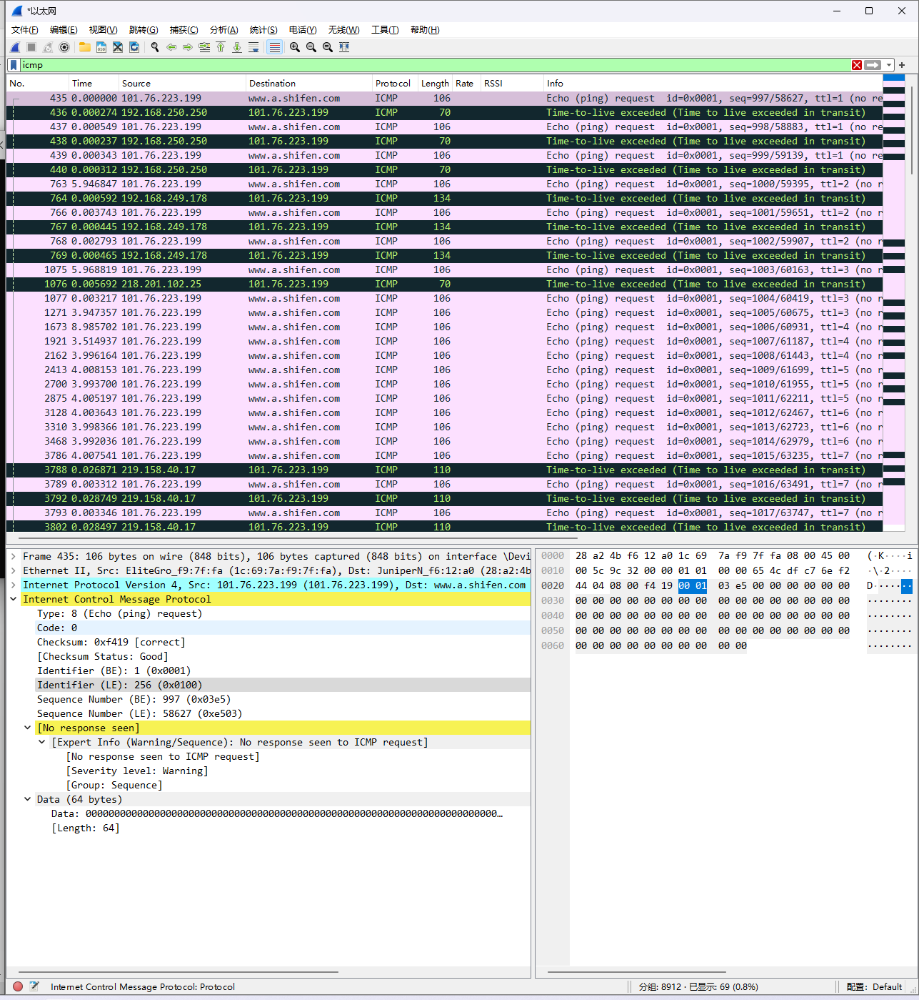 *以太网
文件(F) 编辑(E) 视图(V) 跳转(G) 捕获(C) 分析(A) 统计(S) 电话(Y) 无线(W) 工具(T) 帮助(H)
icmp
No. Time Source Destination Protocol Length Rate RSSI Info
435 0.000000 101.76.223.199 www.a.shifen.com ICMP 106 Echo (ping) request id=0x0001, seq=997/58627, ttl=1 (no re
436 0.000274 192.168.250.250 101.76.223.199 ICMP 70 Time-to-live exceeded (Time to live exceeded in transit)
437 0.000549 101.76.223.199 www.a.shifen.com ICMP 106 Echo (ping) request id=0x0001, seq=998/58883, ttl=1 (no re
438 0.000237 192.168.250.250 101.76.223.199 ICMP 70 Time-to-live exceeded (Time to live exceeded in transit)
439 0.000343 101.76.223.199 www.a.shifen.com ICMP 106 Echo (ping) request id=0x0001, seq=999/59139, ttl=1 (no re
440 0.000312 192.168.250.250 101.76.223.199 ICMP 70 Time-to-live exceeded (Time to live exceeded in transit)
763 5.946847 101.76.223.199 www.a.shifen.com ICMP 106 Echo (ping) request id=0x0001, seq=1000/59395, ttl=2 (no r
764 0.000592 192.168.249.178 101.76.223.199 ICMP 134 Time-to-live exceeded (Time to live exceeded in transit)
766 0.003743 101.76.223.199 www.a.shifen.com ICMP 106 Echo (ping) request id=0x0001, seq=1001/59651, ttl=2 (no r
767 0.000445 192.168.249.178 101.76.223.199 ICMP 134 Time-to-live exceeded (Time to live exceeded in transit)
768 0.002793 101.76.223.199 www.a.shifen.com ICMP 106 Echo (ping) request id=0x0001, seq=1002/59907, ttl=2 (no r
769 0.000465 192.168.249.178 101.76.223.199 ICMP 134 Time-to-live exceeded (Time to live exceeded in transit)
1075 5.968819 101.76.223.199 www.a.shifen.com ICMP 106 Echo (ping) request id=0x0001, seq=1003/60163, ttl=3 (no r
1076 0.005692 218.201.102.25 101.76.223.199 ICMP 70 Time-to-live exceeded (Time to live exceeded in transit)
1077 0.003217 101.76.223.199 www.a.shifen.com ICMP 106 Echo (ping) request id=0x0001, seq=1004/60419, ttl=3 (no r
1271 3.947357 101.76.223.199 www.a.shifen.com ICMP 106 Echo (ping) request id=0x0001, seq=1005/60675, ttl=3 (no r
1673 8.985702 101.76.223.199 www.a.shifen.com ICMP 106 Echo (ping) request id=0x0001, seq=1006/60931, ttl=4 (no r
1921 3.514937 101.76.223.199 www.a.shifen.com ICMP 106 Echo (ping) request id=0x0001, seq=1007/61187, ttl=4 (no r
2162 3.996164 101.76.223.199 www.a.shifen.com ICMP 106 Echo (ping) request id=0x0001, seq=1008/61443, ttl=4 (no r
2413 4.008153 101.76.223.199 www.a.shifen.com ICMP 106 Echo (ping) request id=0x0001, seq=1009/61699, ttl=5 (no r
2700 3.993700 101.76.223.199 www.a.shifen.com ICMP 106 Echo (ping) request id=0x0001, seq=1010/61955, ttl=5 (no r
2875 4.005197 101.76.223.199 www.a.shifen.com ICMP 106 Echo (ping) request id=0x0001, seq=1011/62211, ttl=5 (no r
3128 4.003643 101.76.223.199 www.a.shifen.com ICMP 106 Echo (ping) request id=0x0001, seq=1012/62467, ttl=6 (no r
3310 3.998366 101.76.223.199 www.a.shifen.com ICMP 106 Echo (ping) request id=0x0001, seq=1013/62723, ttl=6 (no r
3468 3.992036 101.76.223.199 www.a.shifen.com ICMP 106 Echo (ping) request id=0x0001, seq=1014/62979, ttl=6 (no r
3786 4.007541 101.76.223.199 www.a.shifen.com ICMP 106 Echo (ping) request id=0x0001, seq=1015/63235, ttl=7 (no r
3788 0.026871 219.158.40.17 101.76.223.199 ICMP 110 Time-to-live exceeded (Time to live exceeded in transit)
3789 0.003312 101.76.223.199 www.a.shifen.com ICMP 106 Echo (ping) request id=0x0001, seq=1016/63491, ttl=7 (no r
3792 0.028749 219.158.40.17 101.76.223.199 ICMP 110 Time-to-live exceeded (Time to live exceeded in transit)
3793 0.003346 101.76.223.199 www.a.shifen.com ICMP 106 Echo (ping) request id=0x0001, seq=1017/63747, ttl=7 (no r
3802 0.028497 219.158.40.17 101.76.223.199 ICMP 110 Time-to-live exceeded (Time to live exceeded in transit)
Frame 435: 106 bytes on wire (848 bits), 106 bytes captured (848 bits) on interface \Devi
Ethernet II, Src: EliteGro_f9:7f:fa (1c:69:7a:f9:7f:fa), Dst: JuniperN_f6:12:a0 (28:a2:4b
Internet Protocol Version 4, Src: 101.76.223.199 (101.76.223.199), Dst: www.a.shifen.com
Internet Control Message Protocol
Type: 8 (Echo (ping) request)
Code: 0
Checksum: 0xf419 [correct]
[Checksum Status: Good]
Identifier (BE): 1 (0x0001)
Identifier (LE): 256 (0x0100)
Sequence Number (BE): 997 (0x03e5)
Sequence Number (LE): 58627 (0xe503)
[No response seen]
[Expert Info (Warning/Sequence): No response seen to ICMP request]
[No response seen to ICMP request]
[Severity level: Warning]
[Group: Sequence]
Data (64 bytes)
Data: 000000000000000000000000000000000000000000000000000000000000000000000000…
[Length: 64]
0000 28 a2 4b f6 12 a0 1c 69 7a f9 7f fa 08 00 45 00 (·K····i
0010 00 5c 9c 32 00 00 01 01 00 00 65 4c df c7 6e f2 ·\·2····
0020 44 04 08 00 f4 19 00 01 03 e5 00 00 00 00 00 00 D·······
0030 00 00 00 00 00 00 00 00 00 00 00 00 00 00 00 00 ········
0040 00 00 00 00 00 00 00 00 00 00 00 00 00 00 00 00 ········
0050 00 00 00 00 00 00 00 00 00 00 00 00 00 00 00 00 ········
0060 00 00 00 00 00 00 00 00 00 00 ········
Internet Control Message Protocol: Protocol 分组: 8912 · 已显示: 69 (0.8%) 配置: Default